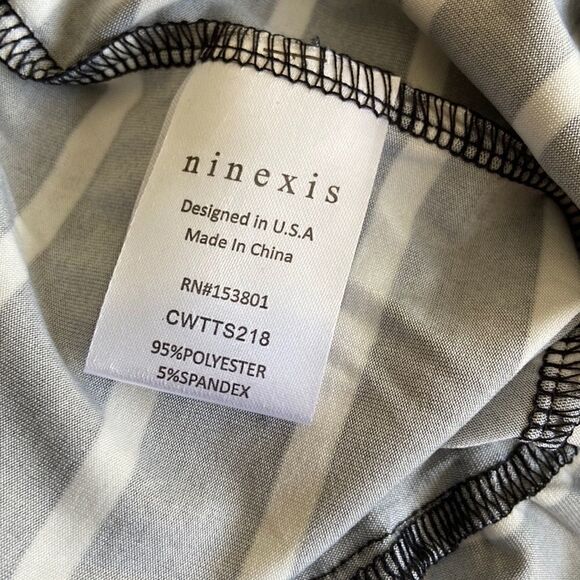 ninexis
Designed in U.S.A
Made In China
RN#153801
CWTTS218
95%POLYESTER
5%SPANDEX